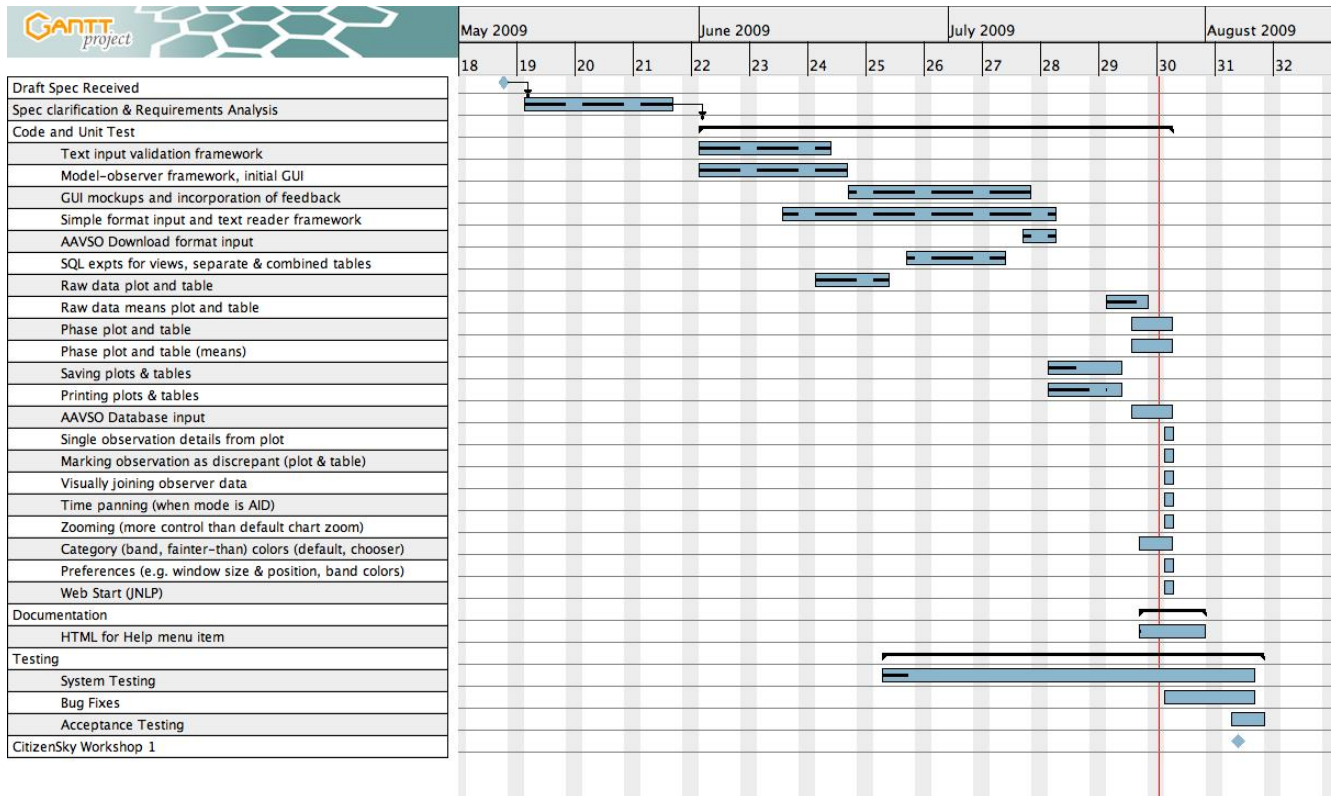 GANTT
project
May 2009 June 2009 July 2009 August 2009
18 19 20 21 22 23 24 25 26 27 28 29 30 31 32
Draft Spec Received
Spec clarification & Requirements Analysis
Code and Unit Test
Text input validation framework
Model-observer framework, initial GUI
GUI mockups and incorporation of feedback
Simple format input and text reader framework
AAVSO Download format input
SQL expts for views, separate & combined tables
Raw data plot and table
Raw data means plot and table
Phase plot and table
Phase plot and table (means)
Saving plots & tables
Printing plots & tables
AAVSO Database input
Single observation details from plot
Marking observation as discrepant (plot & table)
Visually joining observer data
Time panning (when mode is AID)
Zooming (more control than default chart zoom)
Category (band, fainter-than) colors (default, chooser)
Preferences (e.g. window size & position, band colors)
Web Start (JNLP)
Documentation
HTML for Help menu item
Testing
System Testing
Bug Fixes
Acceptance Testing
CitizenSky Workshop 1